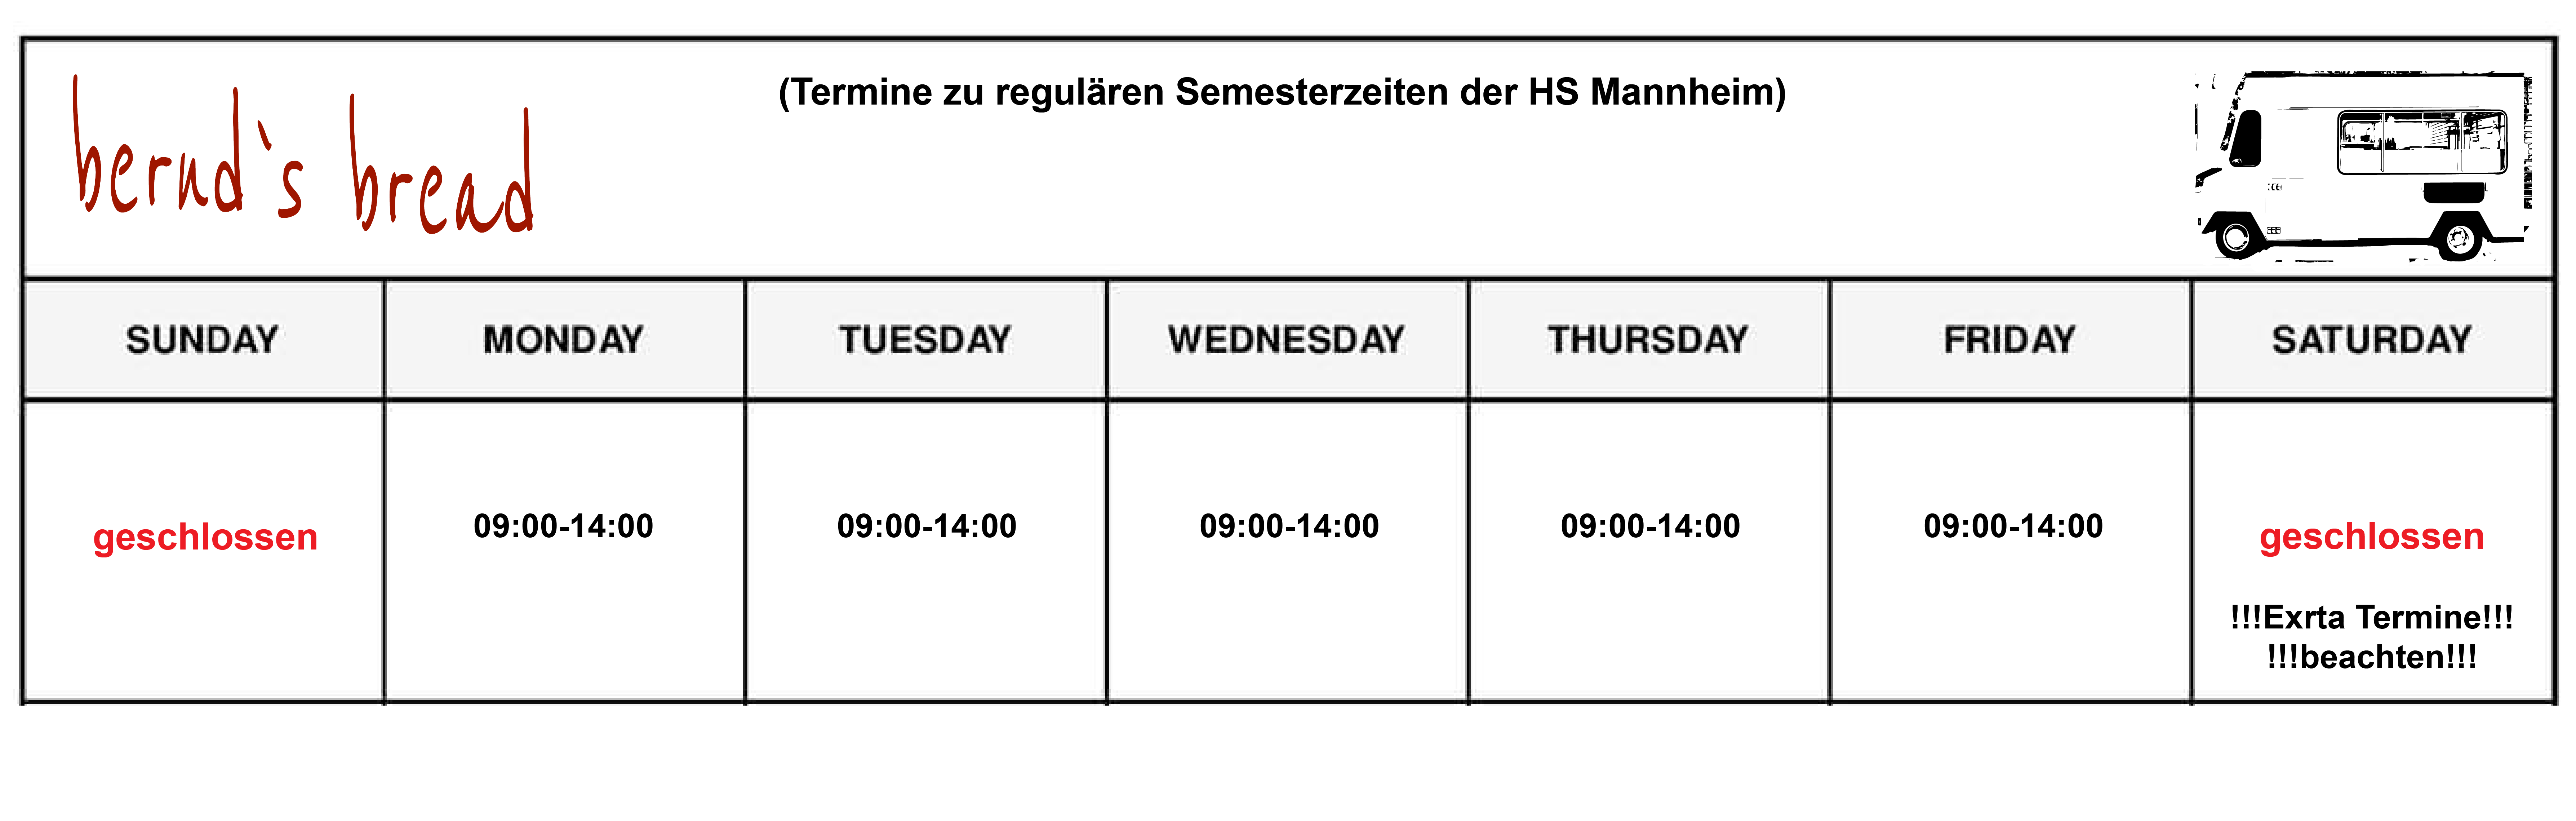 (Termine zu regulären Semesterzeiten der HS Mannheim)
bernd`s bread
SUNDAY MONDAY TUESDAY WEDNESDAY THURSDAY FRIDAY SATURDAY
geschlossen 09:00-14:00 09:00-14:00 09:00-14:00 09:00-14:00 09:00-14:00 geschlossen
!!!Exrta Termine!!!
!!!beachten!!!